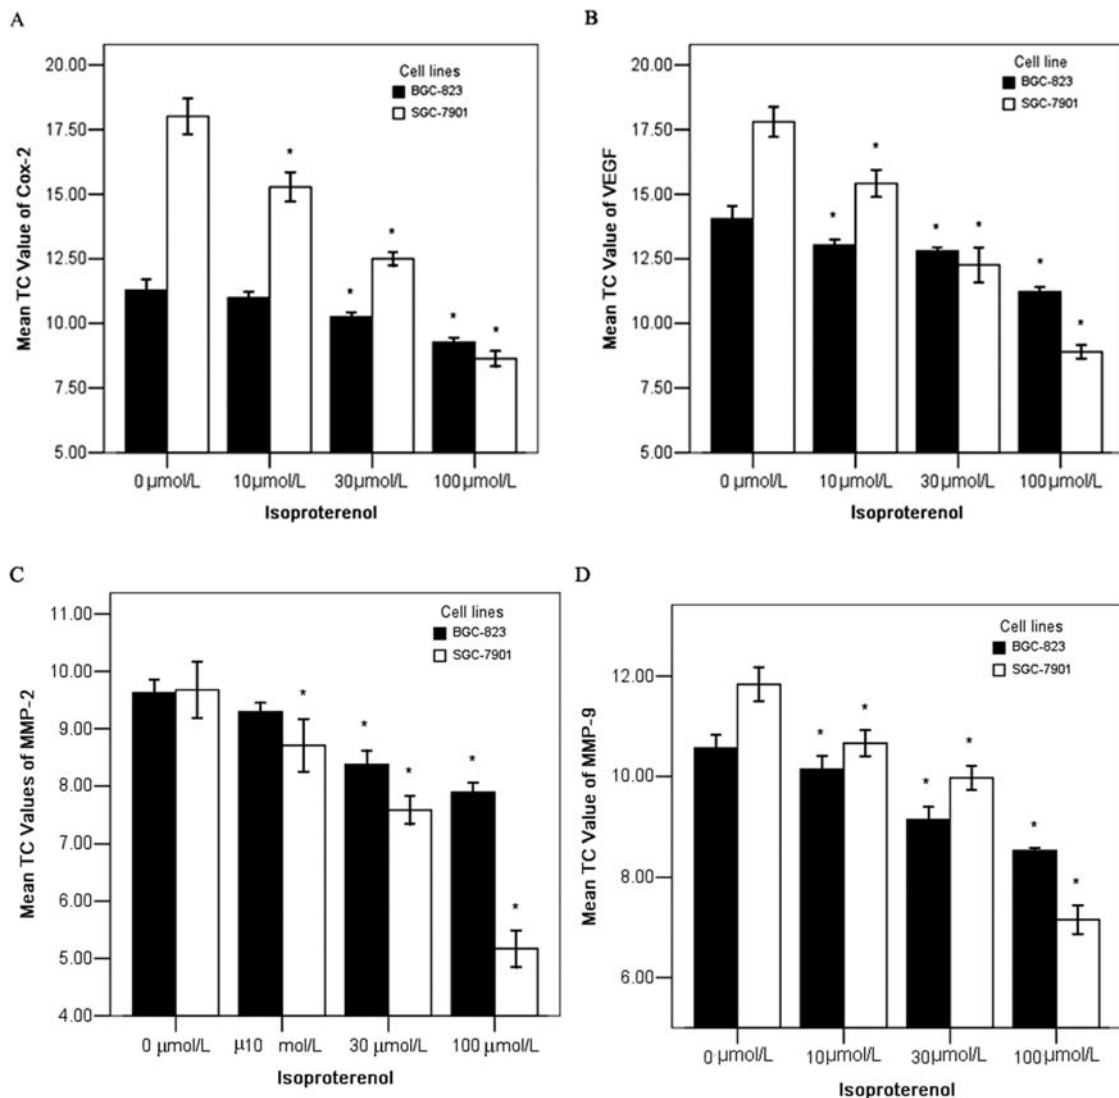 A
Mean TC Value of Cox-2
20.00
17.50
15.00
12.50
10.00
7.50
5.00
Cell lines
BGC-823
SGC-7901
*
*
*
*
*
0 μmol/L 10μmol/L 30μmol/L 100μmol/L
Isoproterenol
B
Mean TC Value of VEGF
20.00
17.50
15.00
12.50
10.00
7.50
5.00
Cell line
BGC-823
SGC-7901
*
*
*
*
*
*
0 μmol/L 10μmol/L 30μmol/L 100μmol/L
Isoproterenol
C
Mean TC Values of MMP-2
11.00
10.00
9.00
8.00
7.00
6.00
5.00
4.00
Cell lines
BGC-823
SGC-7901
*
*
*
*
*
0 μmol/L μ10 mol/L 30 μmol/L 100 μmol/L
Isoproterenol
D
Mean TC Value of MMP-9
12.00
10.00
8.00
6.00
Cell lines
BGC-823
SGC-7901
*
*
*
*
*
*
0 μmol/L 10μmol/L 30μmol/L 100μmol/L
Isoproterenol